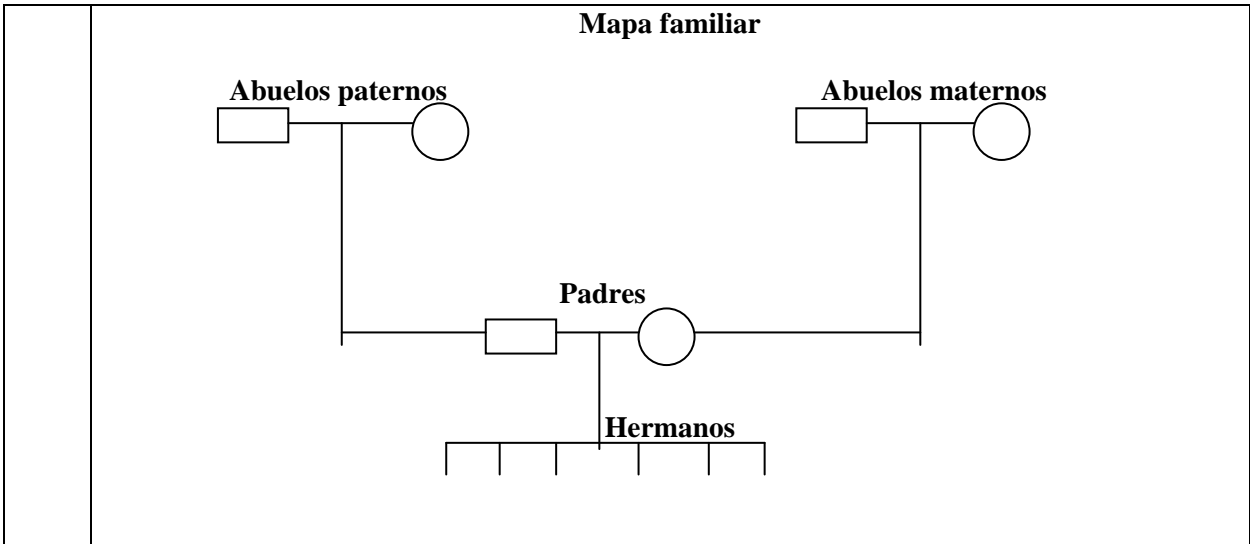 Mapa familiar
Abuelos paternos
Abuelos maternos
Padres
Hermanos